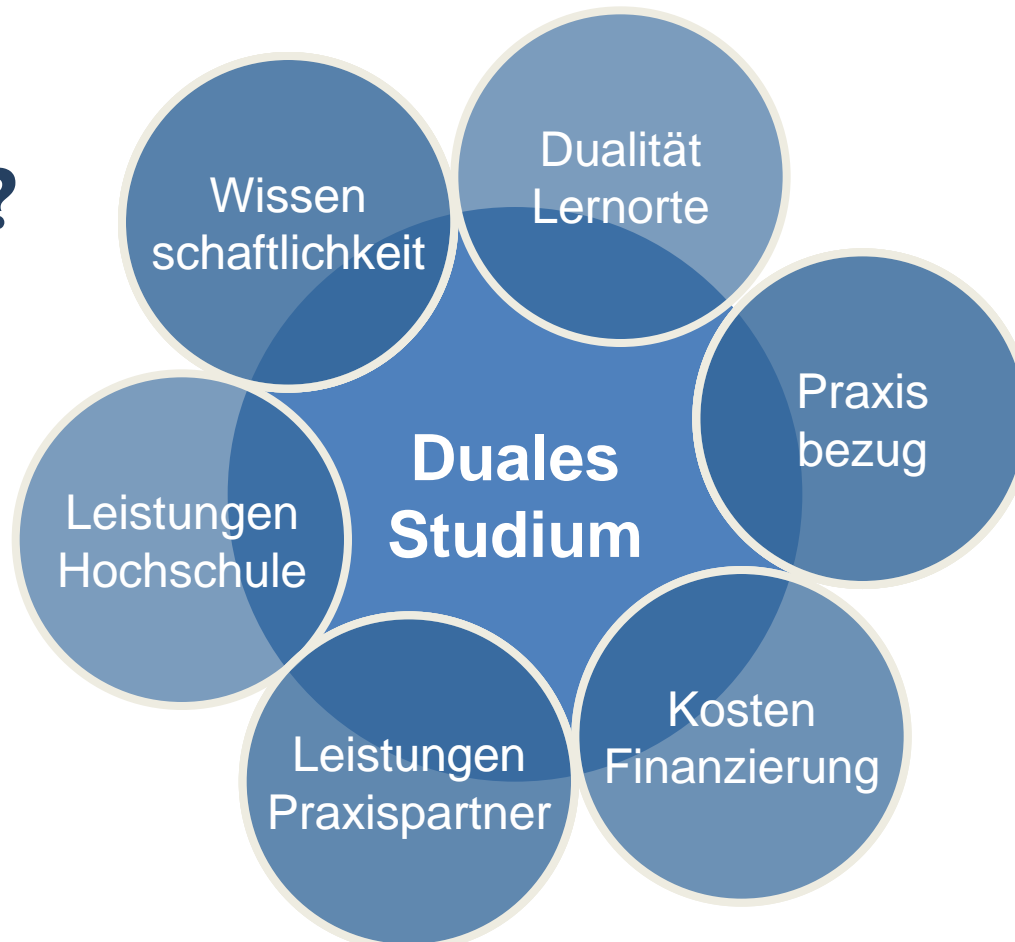 ?
Dualität
Lernorte
Wissen
schaftlichkeit
Praxis
bezug
Duales
Studium
Leistungen
Hochschule
Kosten
Finanzierung
Leistungen
Praxispartner